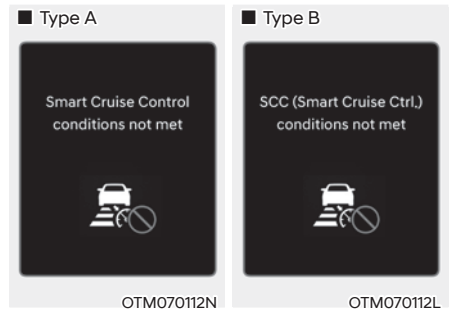 ■ Type A
Smart Cruise Control
conditions not met
OTM070112N
■ Type B
SCC (Smart Cruise Ctrl.)
conditions not met
OTM070112L